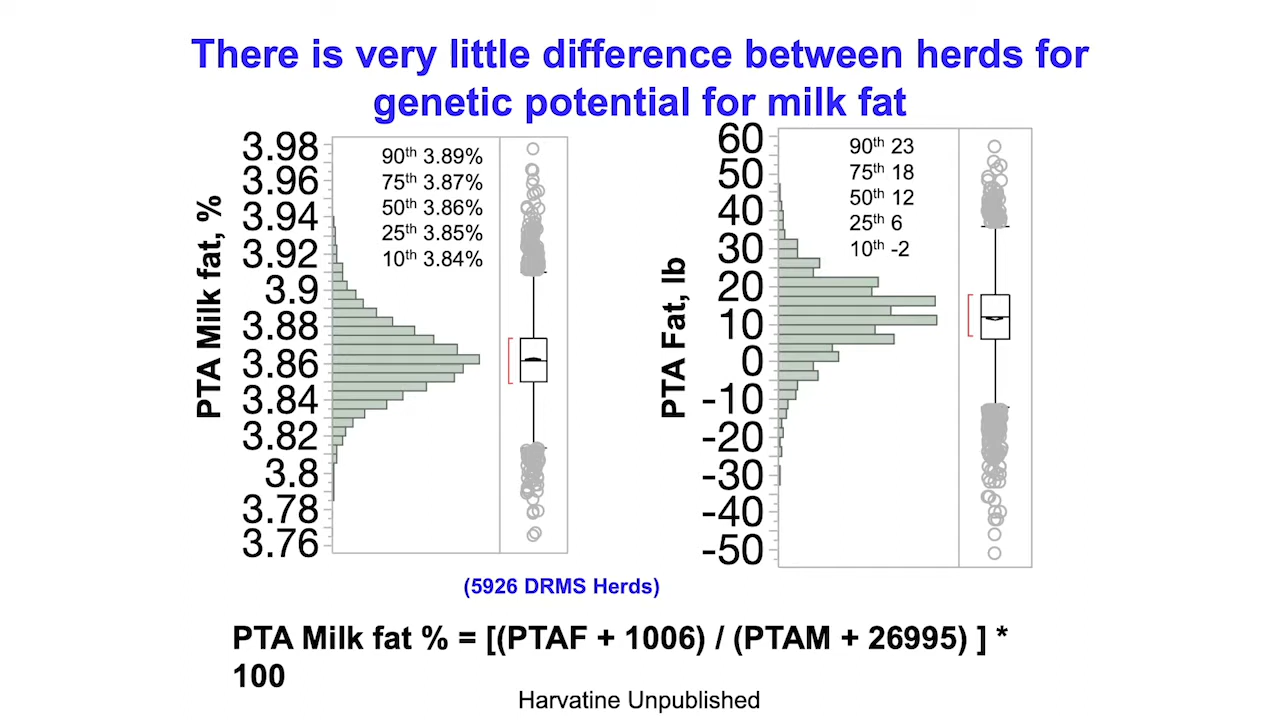 There is very little difference between herds for
genetic potential for milk fat
PTA Milk fat, %
3.98
3.96
3.94
3.92
3.9
3.88
3.86
3.84
3.82
3.8
3.78
3.76
90th 3.89%
75th 3.87%
50th 3.86%
25th 3.85%
10th 3.84%
PTA Fat, lb
60
50
40
30
20
10
0
-10
-20
-30
-40
-50
90th 23
75th 18
50th 12
25th 6
10th -2
(5926 DRMS Herds)
PTA Milk fat % = [(PTAF + 1006) / (PTAM + 26995) ] *
100
Harvatine Unpublished